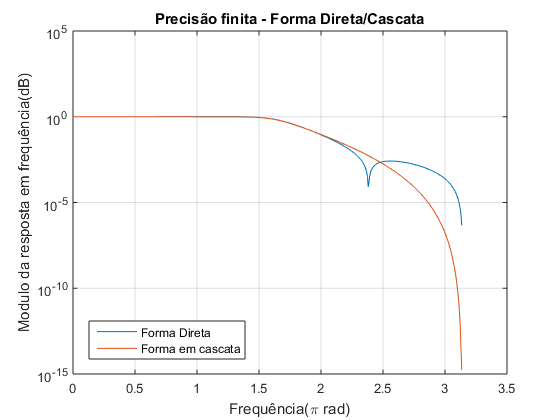 Precisão finita - Forma Direta/Cascata
Modulo da resposta em frequência(dB)
10^5
10^0
10^-5
10^-10
10^-15
Forma Direta
Forma em cascata
0 0.5 1 1.5 2 2.5 3 3.5
Frequência(π rad)